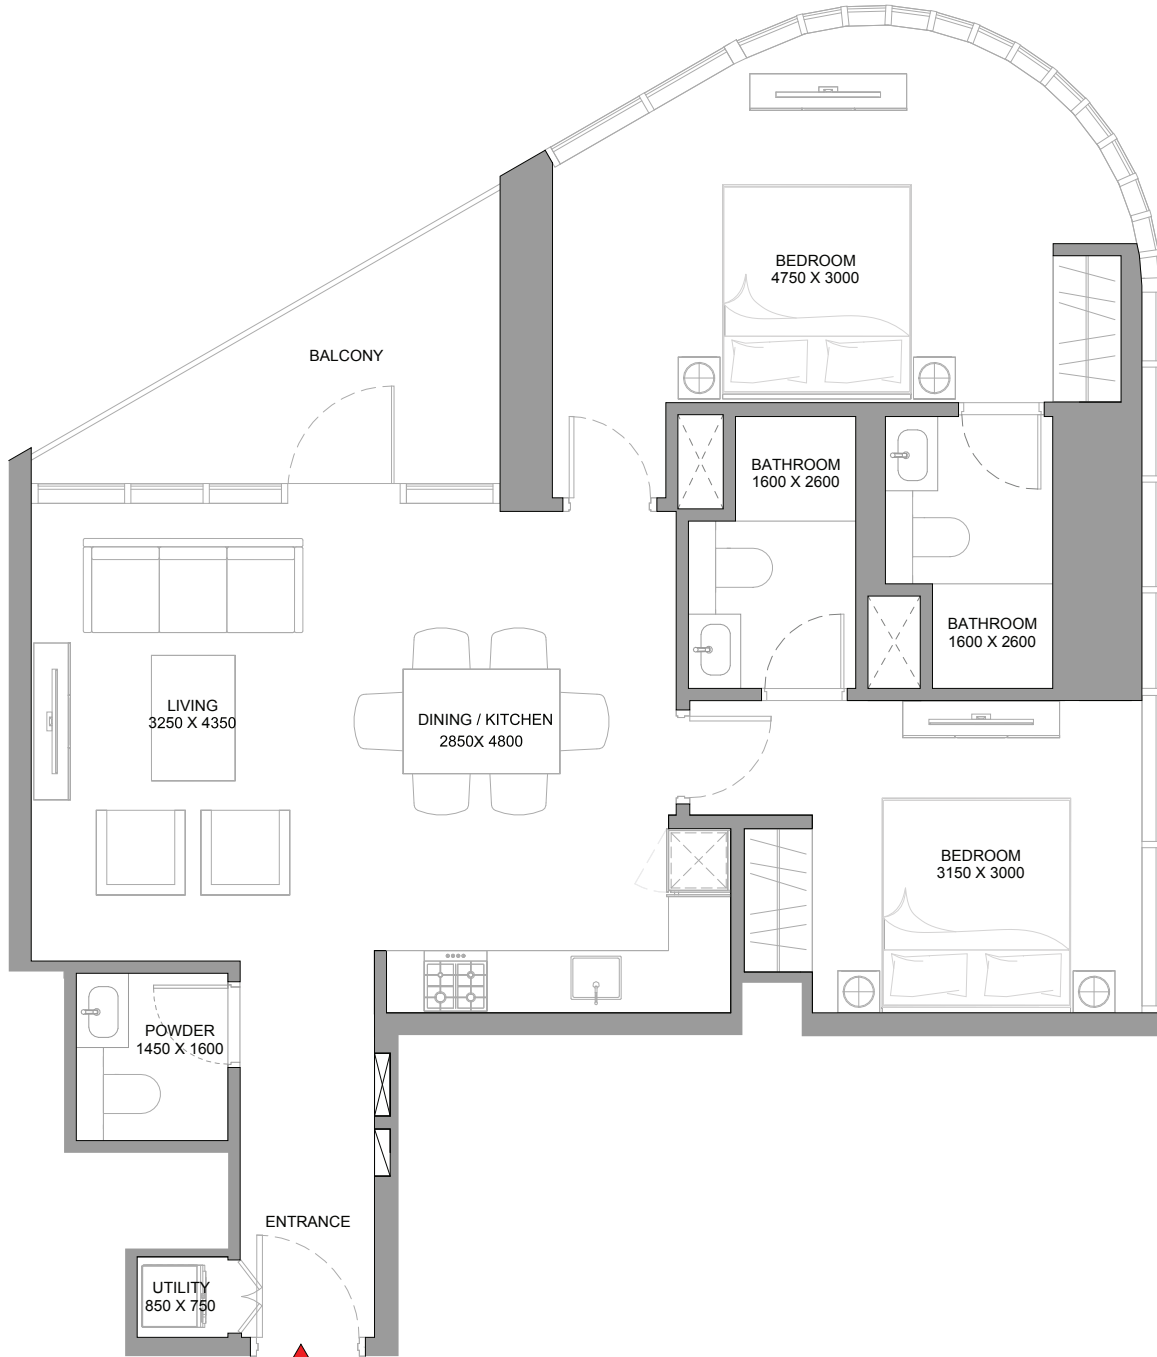 BEDROOM
4750 X 3000
BALCONY
BATHROOM
1600 X 2600
BATHROOM
1600 X 2600
LIVING
3250 X 4350
DINING / KITCHEN
2850X 4800
BEDROOM
3150 X 3000
POWDER
1450 X 1600
ENTRANCE
UTILITY
850 X 750